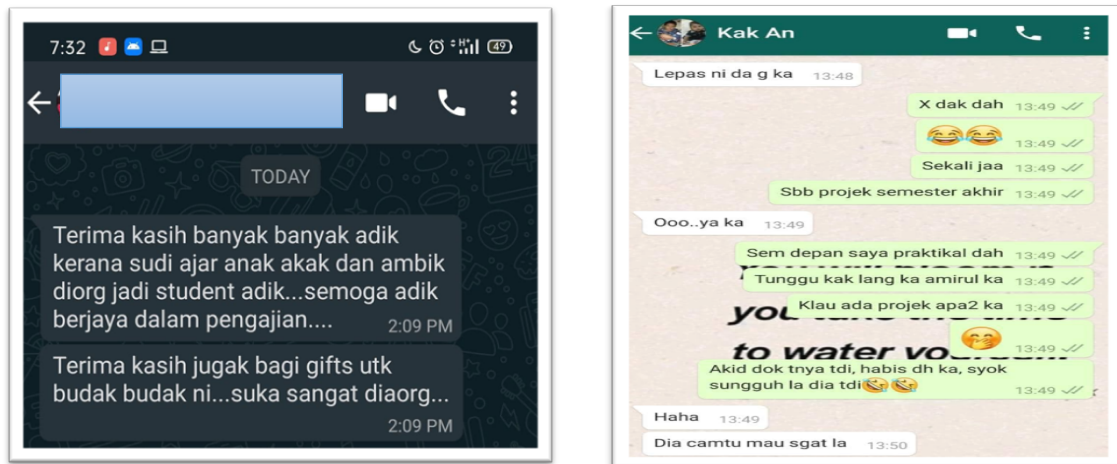 7:32
49
TODAY
Terima kasih banyak banyak adik
kerana sudi ajar anak akak dan ambik
diorg jadi student adik...semoga adik
berjaya dalam pengajian.... 2:09 PM
Terima kasih jugak bagi gifts utk
budak budak ni...suka sangat diaorg...
2:09 PM
Kak An
Lepas ni da g ka 13:48
X dak dah 13:49
13:49
Sekali jaa 13:49
Sbb projek semester akhir 13:49
Ooo..ya ka 13:49
Sem depan saya praktikal dah 13:49
Tunggu kak lang ka amirul ka 13:49
Klau ada projek apa2 ka 13:49
13:49
to water
Akid dok tnya tdi, habis dh ka, syok
sungguh la dia tdi 13:49
Haha 13:49
Dia camtu mau sgat la 13:50